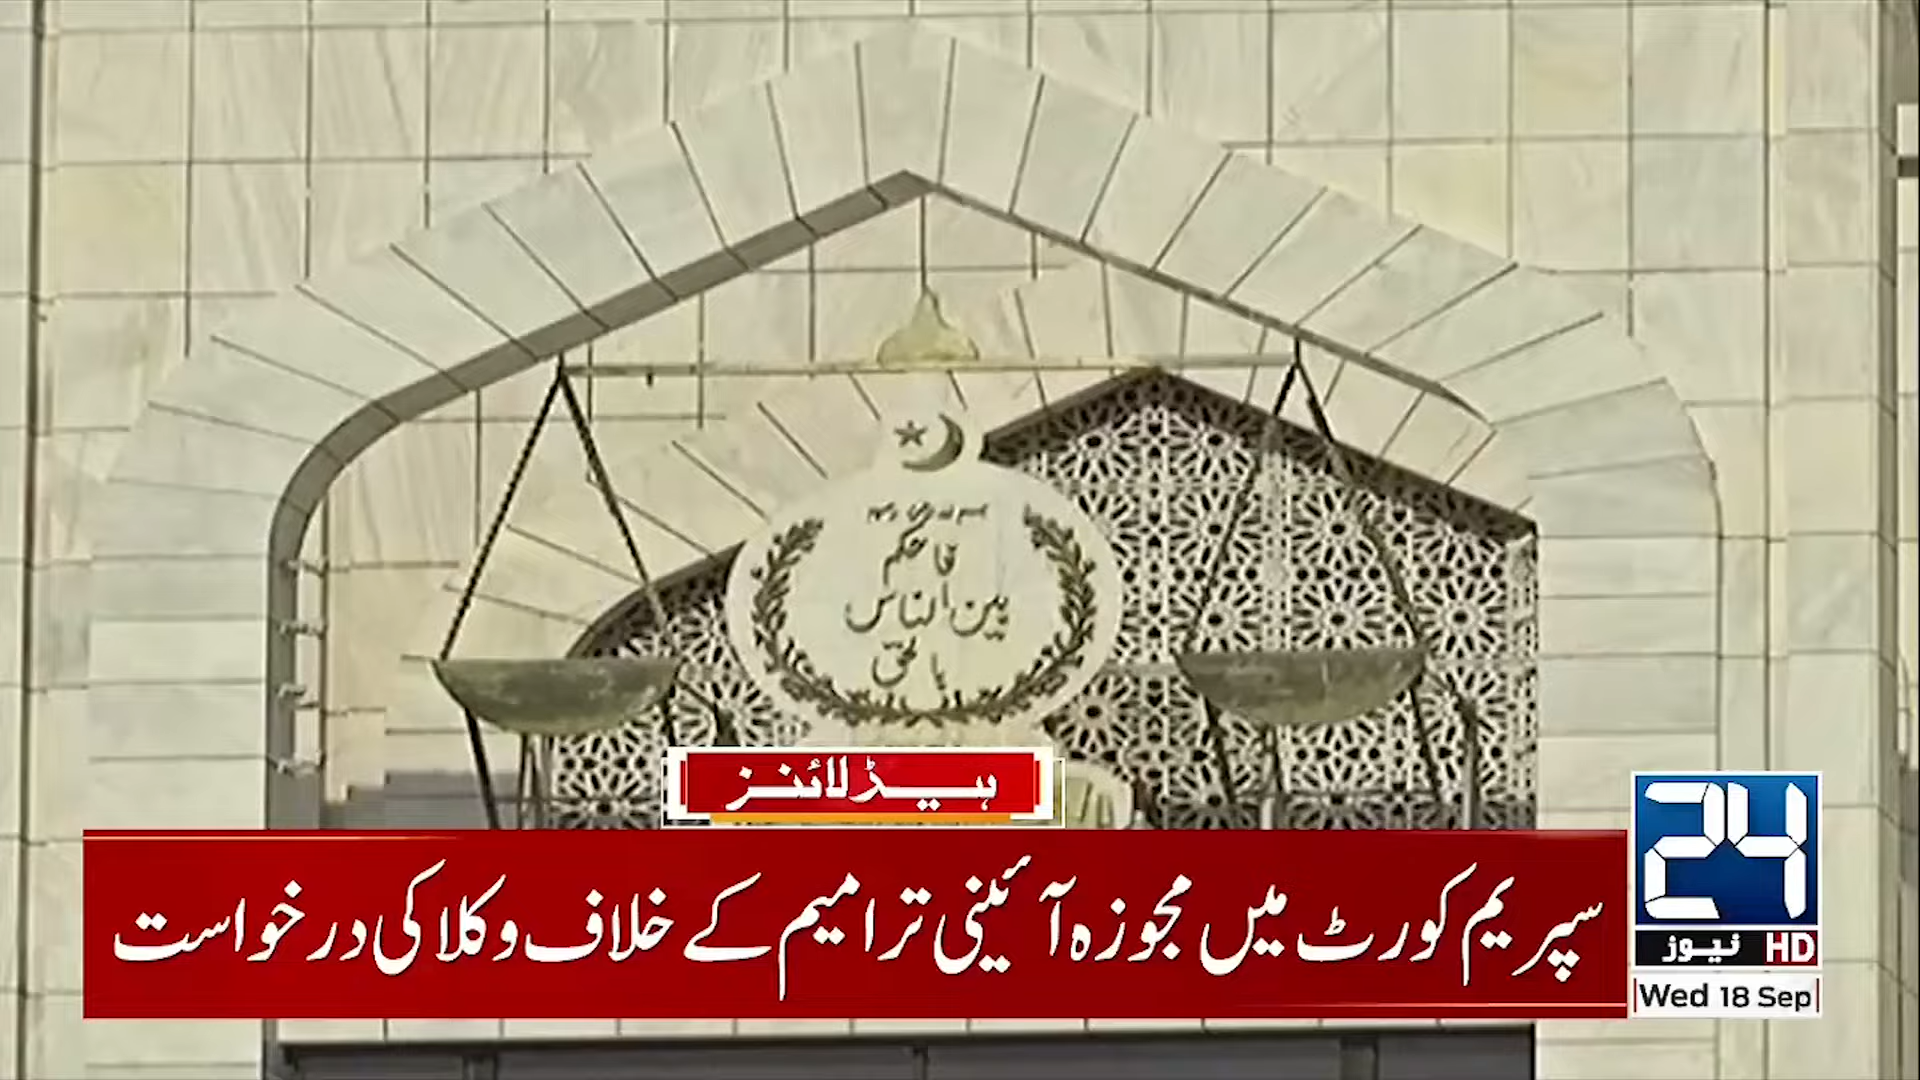 فاحکم
بین الناس
بالحق
ہیڈلائنز
سپریم کورٹ میں مجوزہ آئینی ترامیم کے خلاف وکلا کی درخواست
24
نیوز HD
Wed 18 Sep